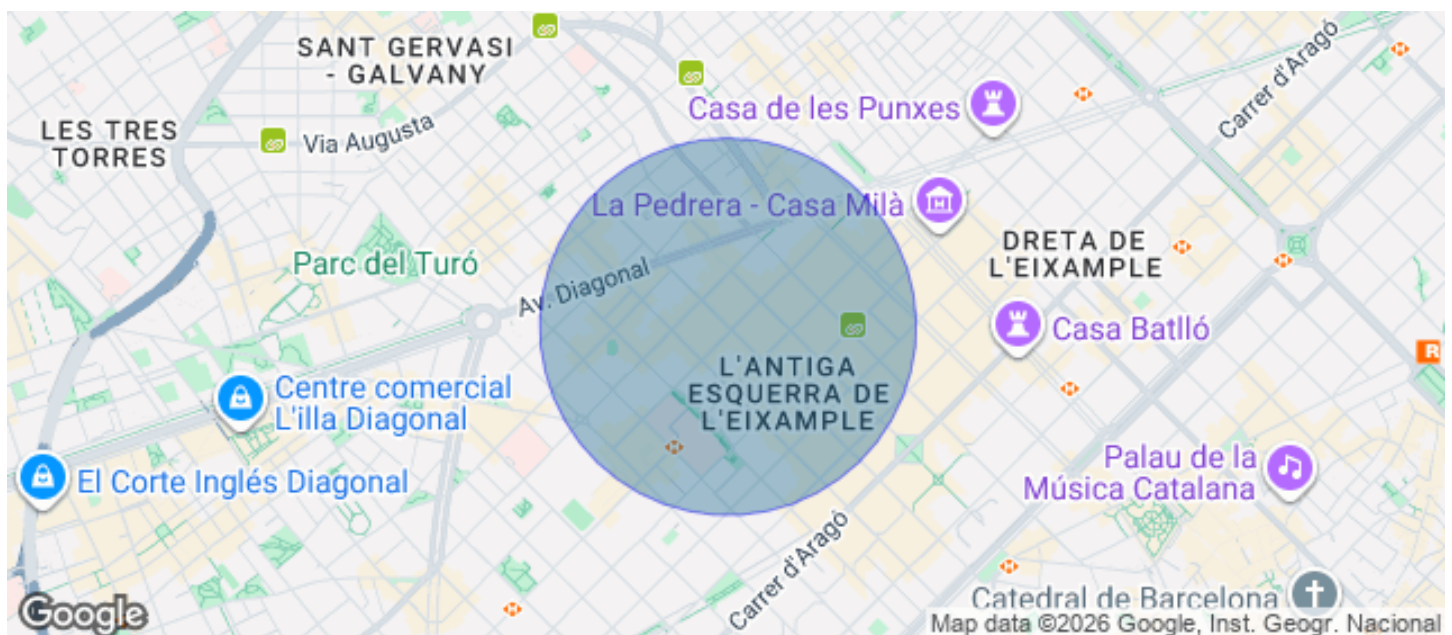 SANT GERVASI
- GALVANY
Carrer d'Aragó
Casa de les Punxes
LES TRES
TORRES
Via Augusta
La Pedrera - Casa Milà
DRETA DE
L'EIXAMPLE
Parc del Turó
Av. Diagonal
Casa Batlló
R
L'ANTIGA
ESQUERRA DE
L'EIXAMPLE
Centre comercial
L'illa Diagonal
El Corte Inglés Diagonal
Palau de la
Música Catalana
Carrer d'Aragó
Catedral de Barcelona
Google
Map data ©2026 Google, Inst. Geogr. Nacional